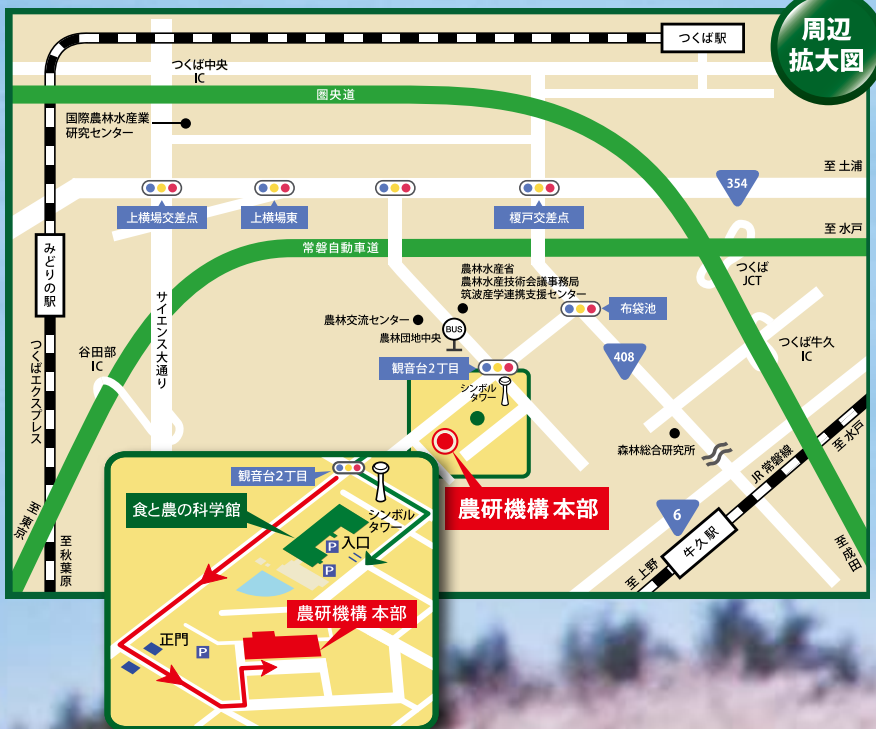 周辺
拡大図
つくば駅
つくば中央
IC
圏央道
国際農林水産業
研究センター
至 土浦
354
上横場交差点
上横場東
榎戸交差点
至 水戸
常磐自動車道
みどりの駅
サイエンス大通り
つくば
JCT
農林水産省
農林水産技術会議事務局
筑波産学連携支援センター
布袋池
農林交流センター
BUS
農林団地中央
谷田部
IC
つくばエクスプレス
408
つくば牛久
IC
観音台2丁目
シンボル
タワー
森林総合研究所
JR 常磐線
至 水戸
農研機構 本部
6
牛久駅
至 上野
至 成田
至 東京
至 秋葉原
観音台2丁目
食と農の科学館
シンボル
タワー
入口
P
P
農研機構 本部
正門
P